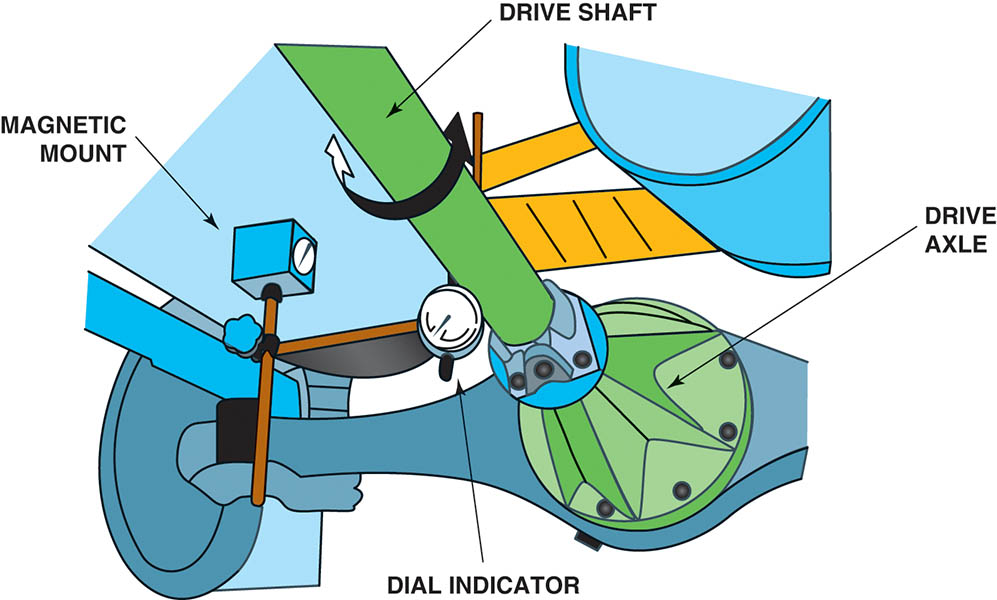 DRIVE SHAFT
MAGNETIC
MOUNT
DRIVE
AXLE
DIAL INDICATOR